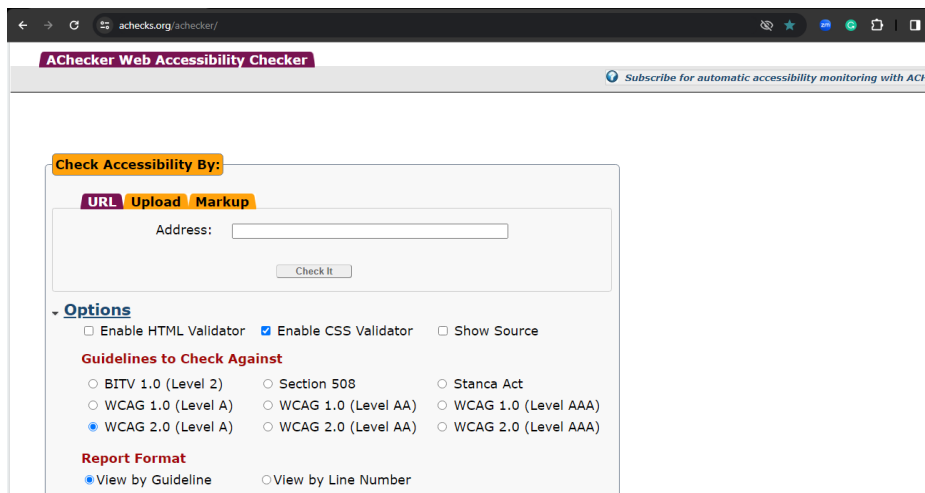 achecks.org/achecker/
AChecker Web Accessibility Checker
Subscribe for automatic accessibility monitoring with
Check Accessibility By:
URL Upload Markup
Address:
Check It
Options
Enable HTML Validator Enable CSS Validator Show Source
Guidelines to Check Against
BITV 1.0 (Level 2) Section 508 Stanca Act
WCAG 1.0 (Level A) WCAG 1.0 (Level AA) WCAG 1.0 (Level AAA)
WCAG 2.0 (Level A) WCAG 2.0 (Level AA) WCAG 2.0 (Level AAA)
Report Format
View by Guideline View by Line Number